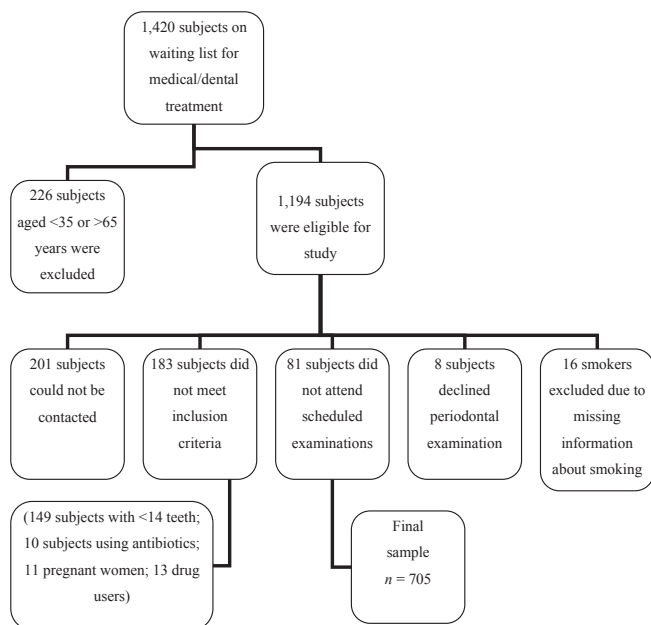 1,420 subjects on
waiting list for
medical/dental
treatment
226 subjects
aged <35 or >65
years were
excluded
1,194 subjects
were eligible for
study
201 subjects
could not be
contacted
183 subjects did
not meet
inclusion
criteria
81 subjects did
not attend
scheduled
examinations
8 subjects
declined
periodontal
examination
16 smokers
excluded due to
missing
information
about smoking
(149 subjects with <14 teeth;
10 subjects using antibiotics;
11 pregnant women; 13 drug
users)
Final
sample
n = 705